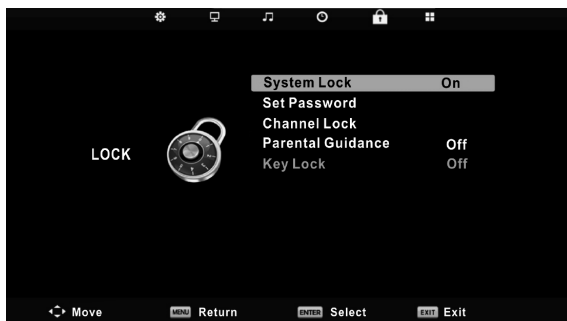 System Lock On
Set Password
Channel Lock
Parental Guidance Off
Key Lock Off
LOCK
Move MENU Return ENTER Select EXIT Exit